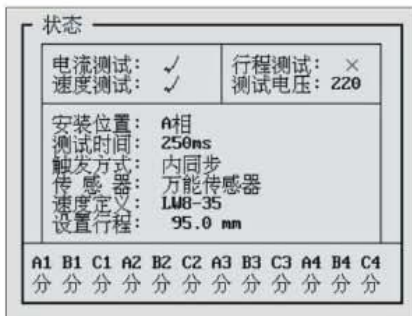 状态
电流测试: ✓ 行程测试: ×
速度测试: ✓ 测试电压: 220
安装位置: A相
测试时间: 250ms
触发方式: 内同步
传 感 器: 万能传感器
速度定义: LW8-35
设置行程: 95.0 mm
A1 B1 C1 A2 B2 C2 A3 B3 C3 A4 B4 C4
分 分 分 分 分 分 分 分 分 分 分 分